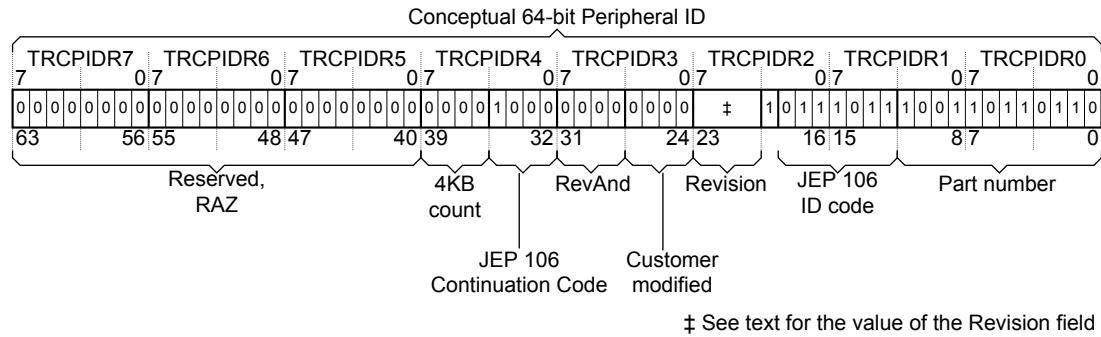 Conceptual 64-bit Peripheral ID
TRCPIDR7 TRCPIDR6 TRCPIDR5 TRCPIDR4 TRCPIDR3 TRCPIDR2 TRCPIDR1 TRCPIDR0
7 0 7 0 7 0 7 0 7 0 7 0 7 0 7 0
0 0 0 0 0 0 0 0 0 0 0 0 0 0 0 0 0 0 0 0 0 0 0 0 0 0 0 0 1 0 0 0 0 0 0 0 0 0 0 0 ‡ 1 0 1 1 1 0 1 1 1 0 0 1 1 0 1 1 0 1 1 0
63 56 55 48 47 40 39 32 31 24 23 16 15 8 7 0
Reserved,
RAZ
4KB
count
RevAnd
Revision
JEP 106
ID code
Part number
JEP 106
Continuation Code
Customer
modified
‡ See text for the value of the Revision field